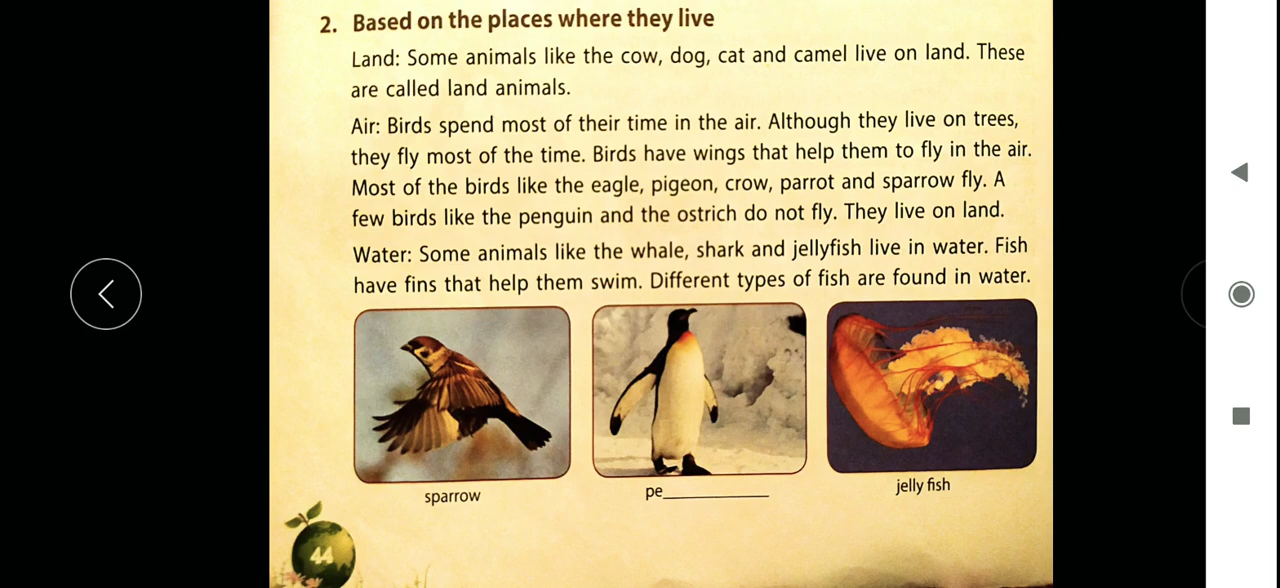 2. Based on the places where they live
Land: Some animals like the cow, dog, cat and camel live on land. These
are called land animals.
Air: Birds spend most of their time in the air. Although they live on trees,
they fly most of the time. Birds have wings that help them to fly in the air.
Most of the birds like the eagle, pigeon, crow, parrot and sparrow fly. A
few birds like the penguin and the ostrich do not fly. They live on land.
Water: Some animals like the whale, shark and jellyfish live in water. Fish
have fins that help them swim. Different types of fish are found in water.
sparrow
pe__________
jelly fish
44